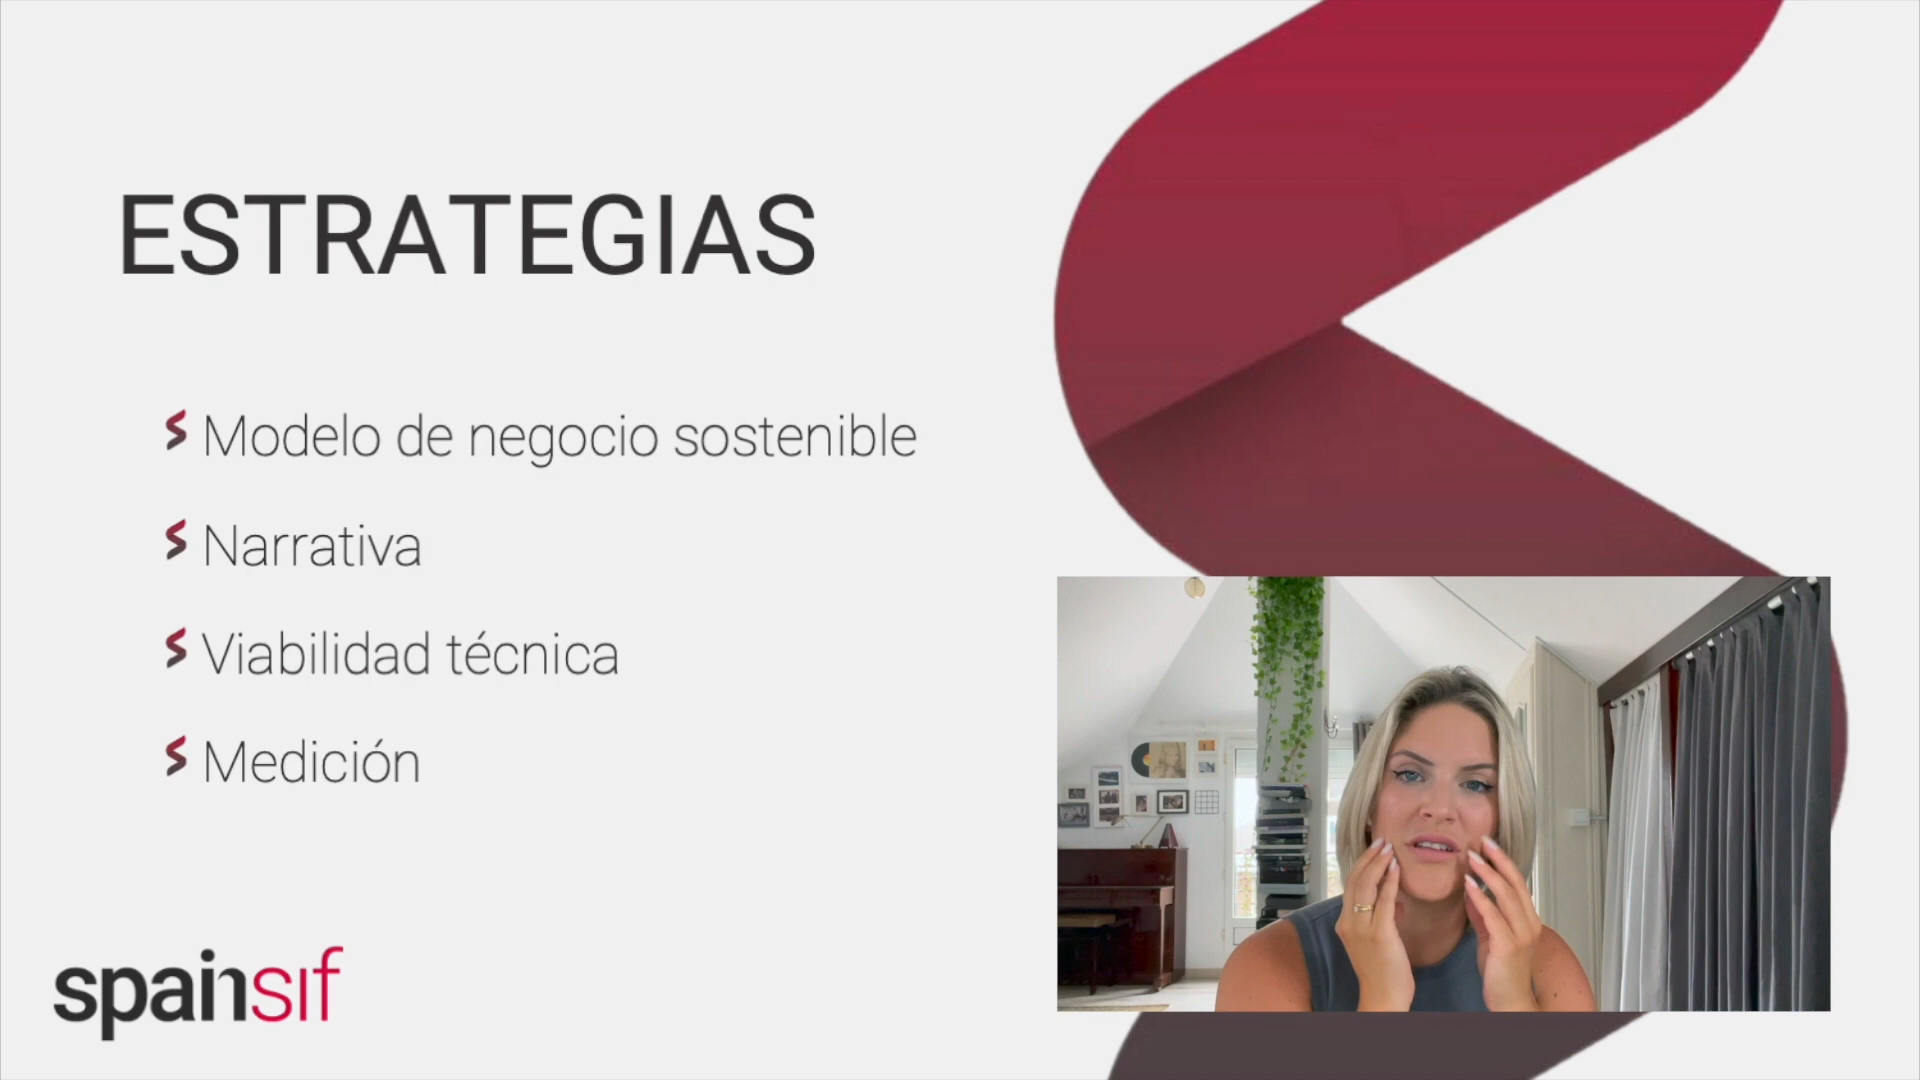 ESTRATEGIAS
Modelo de negocio sostenible
Narrativa
Viabilidad técnica
Medición
spainsif